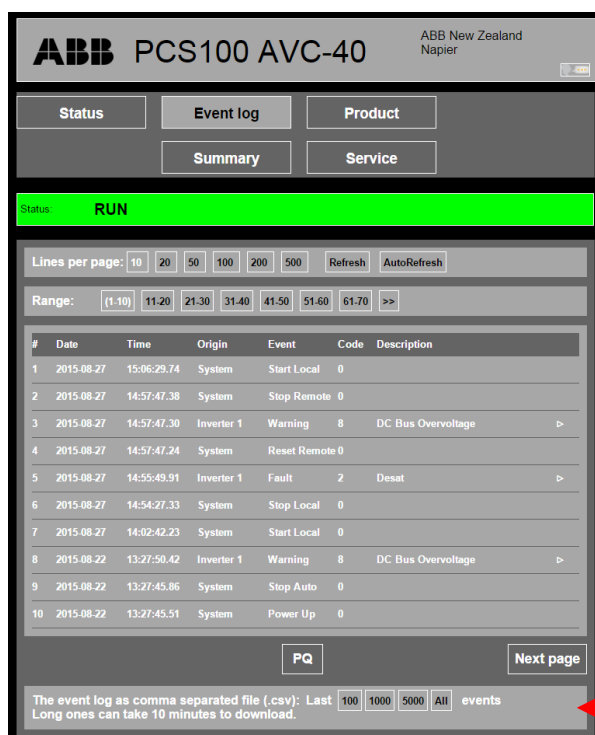 ABB PCS100 AVC-40 ABB New Zealand
Napier
Status Event log Product
Summary Service
Status: RUN
Lines per page: 10 20 50 100 200 500 Refresh AutoRefresh
Range: (1-10) 11-20 21-30 31-40 41-50 51-60 61-70 >>
# Date Time Origin Event Code Description
1 2015-08-27 15:06:29.74 System Start Local 0
2 2015-08-27 14:57:47.38 System Stop Remote 0
3 2015-08-27 14:57:47.30 Inverter 1 Warning 8 DC Bus Overvoltage
4 2015-08-27 14:57:47.24 System Reset Remote 0
5 2015-08-27 14:55:49.91 Inverter 1 Fault 2 Desat
6 2015-08-27 14:54:27.33 System Stop Local 0
7 2015-08-27 14:02:42.23 System Start Local 0
8 2015-08-22 13:27:50.42 Inverter 1 Warning 8 DC Bus Overvoltage
9 2015-08-22 13:27:45.86 System Stop Auto 0
10 2015-08-22 13:27:45.51 System Power Up 0
PQ Next page
The event log as comma separated file (.csv): Last 100 1000 5000 All events
Long ones can take 10 minutes to download.